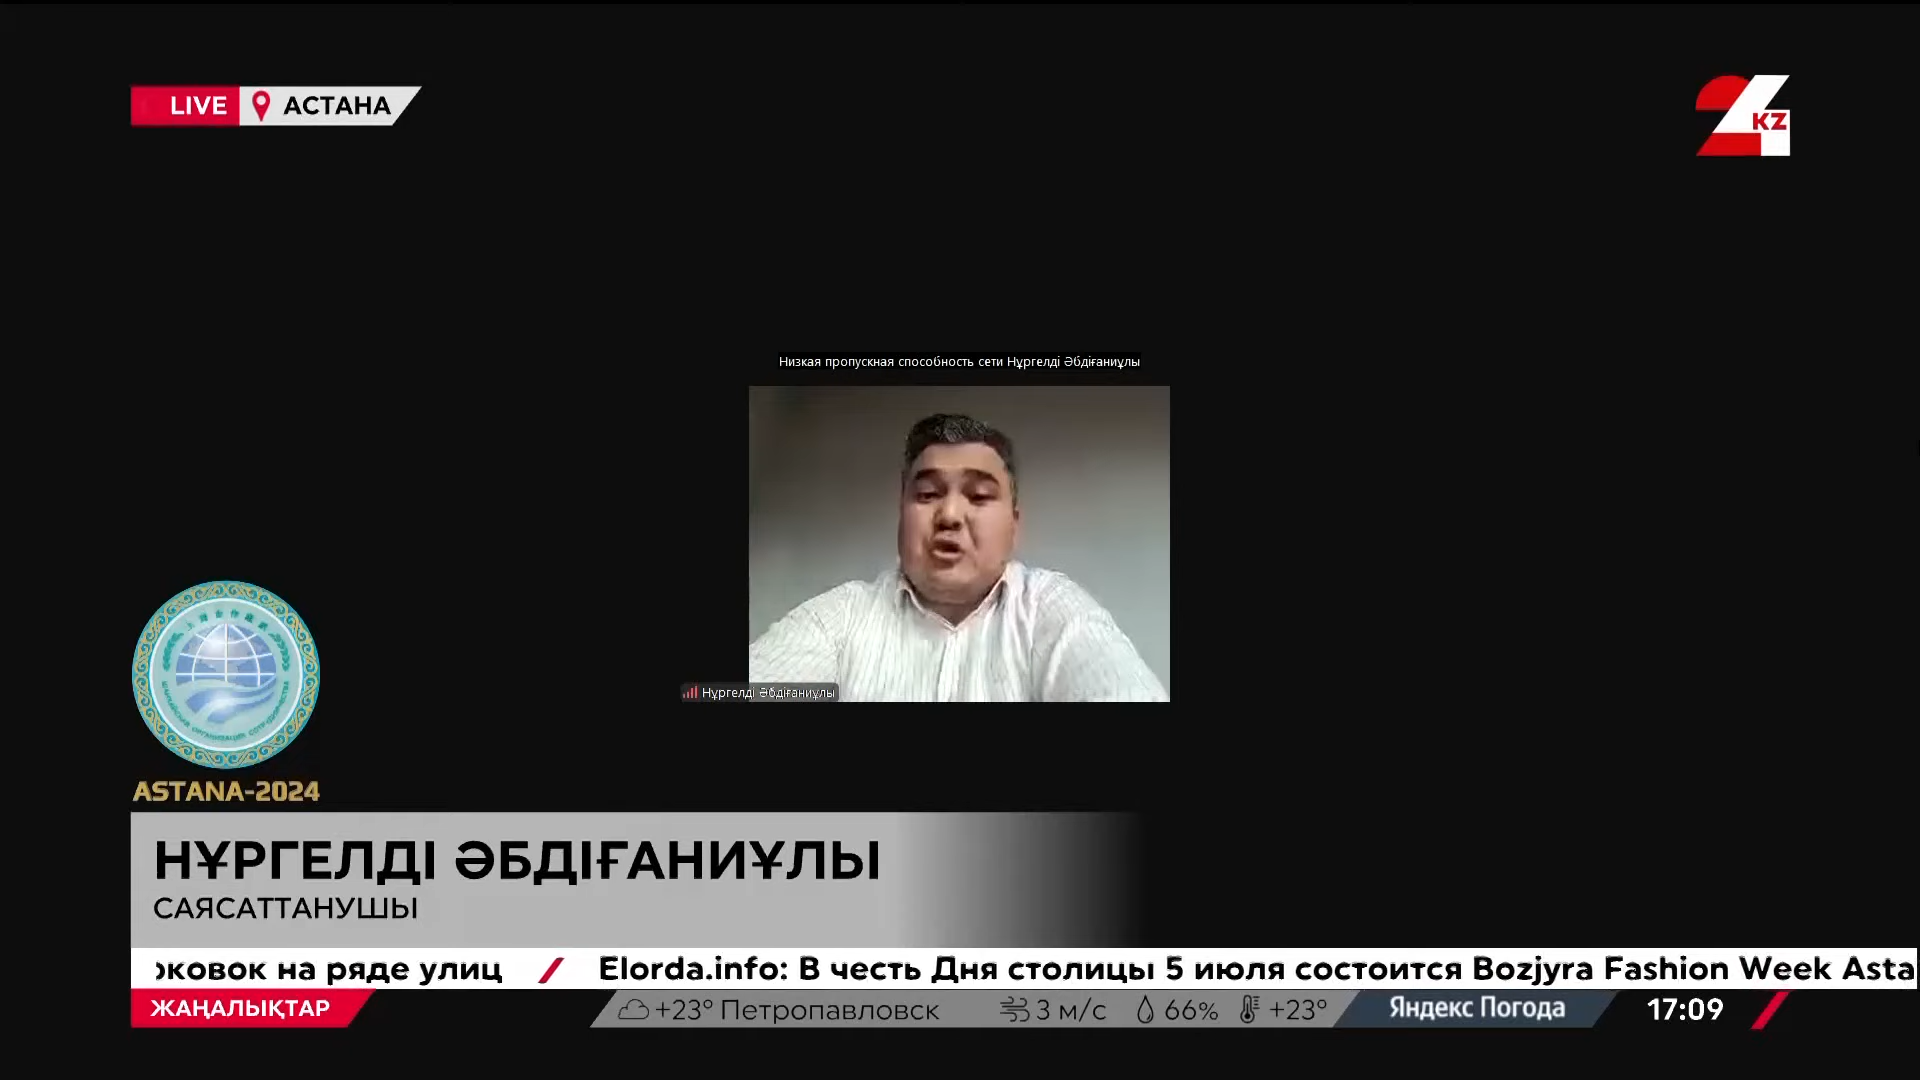 LIVE АСТАНА
24 KZ
Низкая пропускная способность сети Нұргелді Әбдіғаниұлы
Нұргелді Әбдіғаниұлы
ASTANA-2024
НҰРГЕЛДІ ӘБДІҒАНИҰЛЫ
САЯСАТТАНУШЫ
ковок на ряде улиц / Elorda.info: В честь Дня столицы 5 июля состоится Bozjyra Fashion Week Asta
ЖАҢАЛЫҚТАР +23° Петропавловск 3 м/с 66% +23° Яндекс Погода 17:09